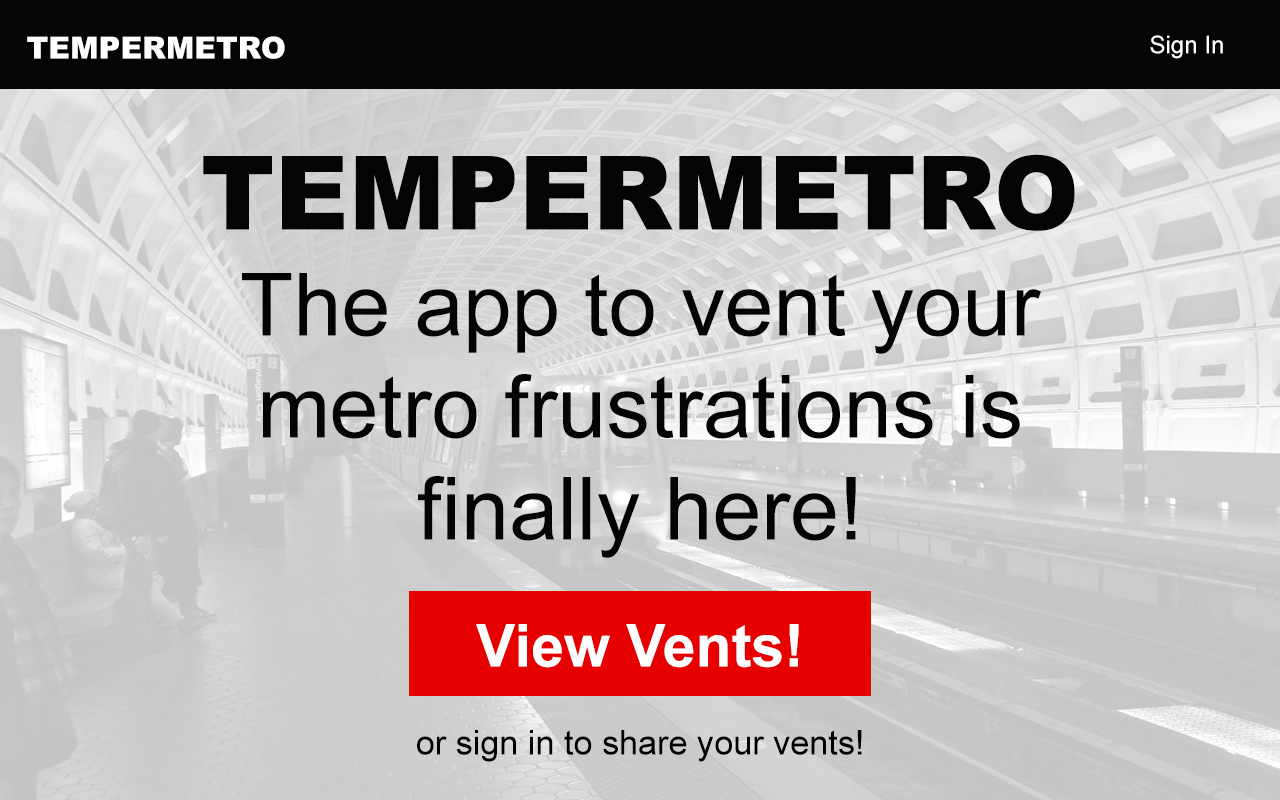 TEMPERMETRO
Sign In
TEMPERMETRO
The app to vent your
metro frustrations is
finally here!
View Vents!
or sign in to share your vents!